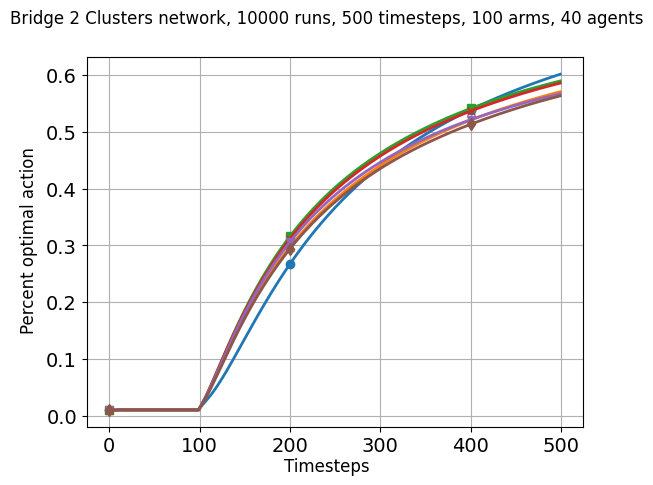 Bridge 2 Clusters network, 10000 runs, 500 timesteps, 100 arms, 40 agents
Percent optimal action
0.6
0.5
0.4
0.3
0.2
0.1
0.0
0 100 200 300 400 500
Timesteps